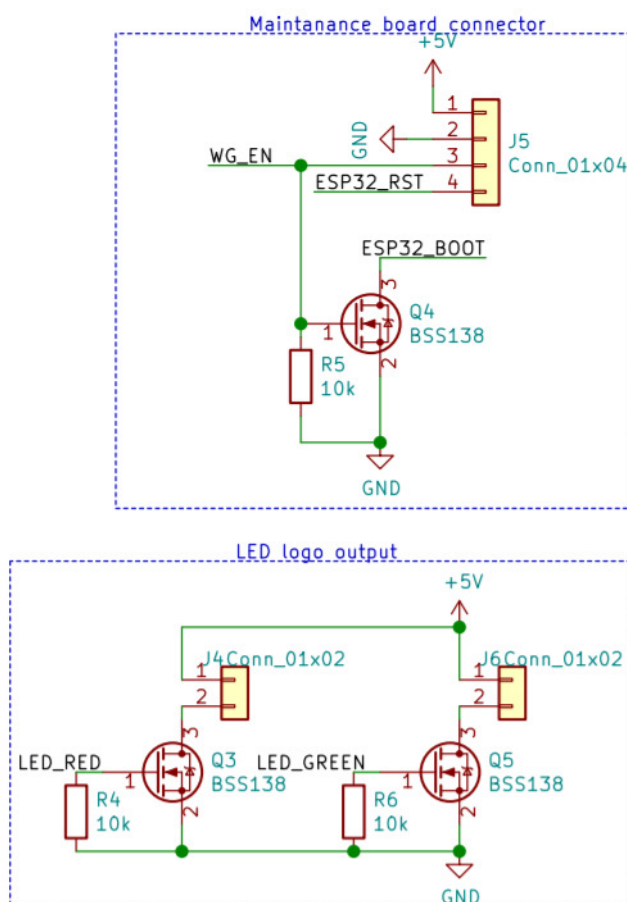 Maintanance board connector
+5V
1
GND
2
J5
WG_EN
3
Conn_01x04
ESP32_RST
4
ESP32_BOOT
3
Q4
1
BSS138
2
R5
10k
GND
LED logo output
+5V
J4Conn_01x02
1
2
J6Conn_01x02
1
2
3
LED_RED
Q3
1
BSS138
R4
2
10k
3
LED_GREEN
Q5
1
BSS138
R6
2
10k
GND